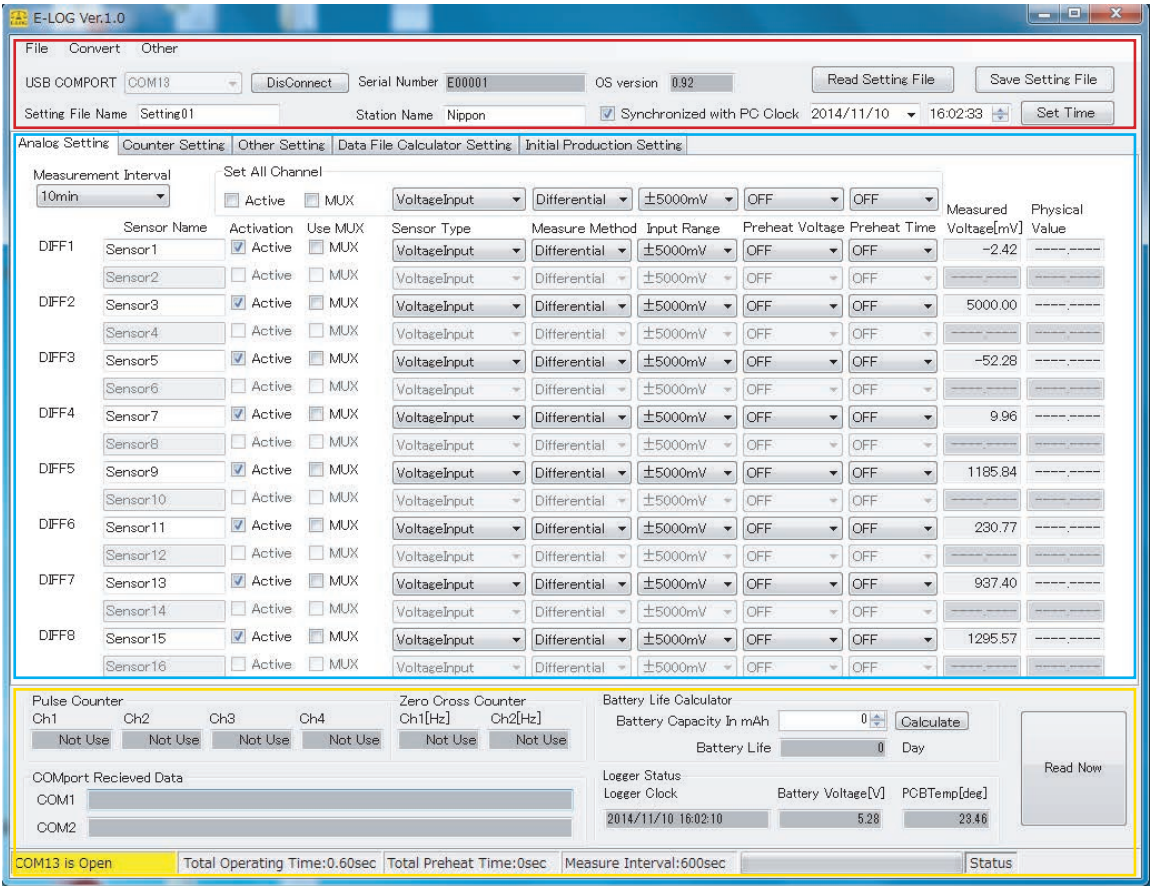 E-LOG Ver.1.0
File Convert Other
USB COMPORT COM13 DisConnect Serial Number E00001 OS version 0.92 Read Setting File Save Setting File
Setting File Name Setting01 Station Name Nippon Synchronized with PC Clock 2014/11/10 16:02:33 Set Time
Analog Setting Counter Setting Other Setting Data File Calculator Setting Initial Production Setting
Measurement Interval Set All Channel
10min Active MUX VoltageInput Differential ±5000mV OFF OFF
Sensor Name Activation Use MUX Sensor Type Measure Method Input Range Preheat Voltage Preheat Time Measured Voltage[mV] Physical Value
DIFF1 Sensor1 Active MUX VoltageInput Differential ±5000mV OFF OFF -2.42 ----.----
Sensor2 Active MUX VoltageInput Differential ±5000mV OFF OFF ----.---- ----.----
DIFF2 Sensor3 Active MUX VoltageInput Differential ±5000mV OFF OFF 5000.00 ----.----
Sensor4 Active MUX VoltageInput Differential ±5000mV OFF OFF ----.---- ----.----
DIFF3 Sensor5 Active MUX VoltageInput Differential ±5000mV OFF OFF -52.28 ----.----
Sensor6 Active MUX VoltageInput Differential ±5000mV OFF OFF ----.---- ----.----
DIFF4 Sensor7 Active MUX VoltageInput Differential ±5000mV OFF OFF 9.96 ----.----
Sensor8 Active MUX VoltageInput Differential ±5000mV OFF OFF ----.---- ----.----
DIFF5 Sensor9 Active MUX VoltageInput Differential ±5000mV OFF OFF 1185.84 ----.----
Sensor10 Active MUX VoltageInput Differential ±5000mV OFF OFF ----.---- ----.----
DIFF6 Sensor11 Active MUX VoltageInput Differential ±5000mV OFF OFF 230.77 ----.----
Sensor12 Active MUX VoltageInput Differential ±5000mV OFF OFF ----.---- ----.----
DIFF7 Sensor13 Active MUX VoltageInput Differential ±5000mV OFF OFF 937.40 ----.----
Sensor14 Active MUX VoltageInput Differential ±5000mV OFF OFF ----.---- ----.----
DIFF8 Sensor15 Active MUX VoltageInput Differential ±5000mV OFF OFF 1295.57 ----.----
Sensor16 Active MUX VoltageInput Differential ±5000mV OFF OFF ----.---- ----.----
Pulse Counter Zero Cross Counter Battery Life Calculator
Ch1 Ch2 Ch3 Ch4 Ch1[Hz] Ch2[Hz] Battery Capacity In mAh 0 Calculate
Not Use Not Use Not Use Not Use Not Use Not Use Battery Life 0 Day
Read Now
COMport Recieved Data Logger Status
COM1 Logger Clock Battery Voltage[V] PCBTemp[deg]
COM2 2014/11/10 16:02:10 5.28 23.46
COM13 is Open Total Operating Time:0.60sec Total Preheat Time:0sec Measure Interval:600sec Status